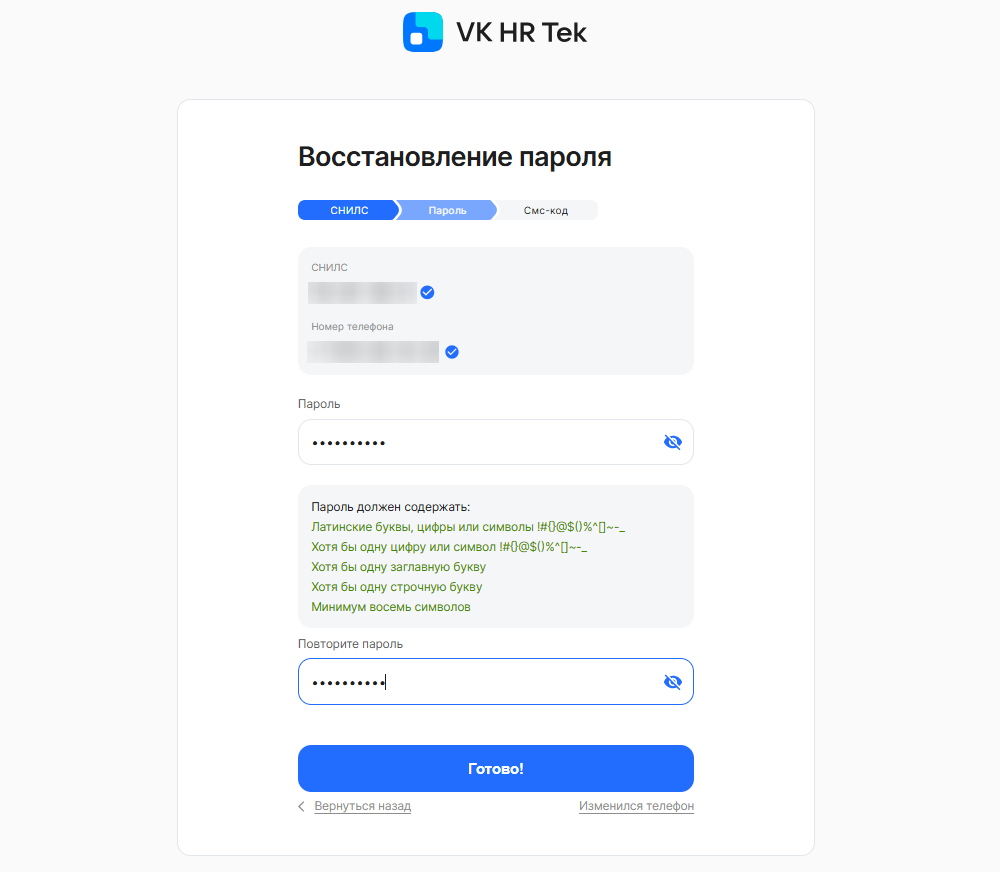 VK HR Tek
Восстановление пароля
СНИЛС Пароль Смс-код
СНИЛС
Номер телефона
Пароль
Пароль должен содержать:
Латинские буквы, цифры или символы !#{}@$()%^[]~-_
Хотя бы одну цифру или символ !#{}@$()%^[]~-_
Хотя бы одну заглавную букву
Хотя бы одну строчную букву
Минимум восемь символов
Повторите пароль
Готово!
Вернуться назад Изменился телефон